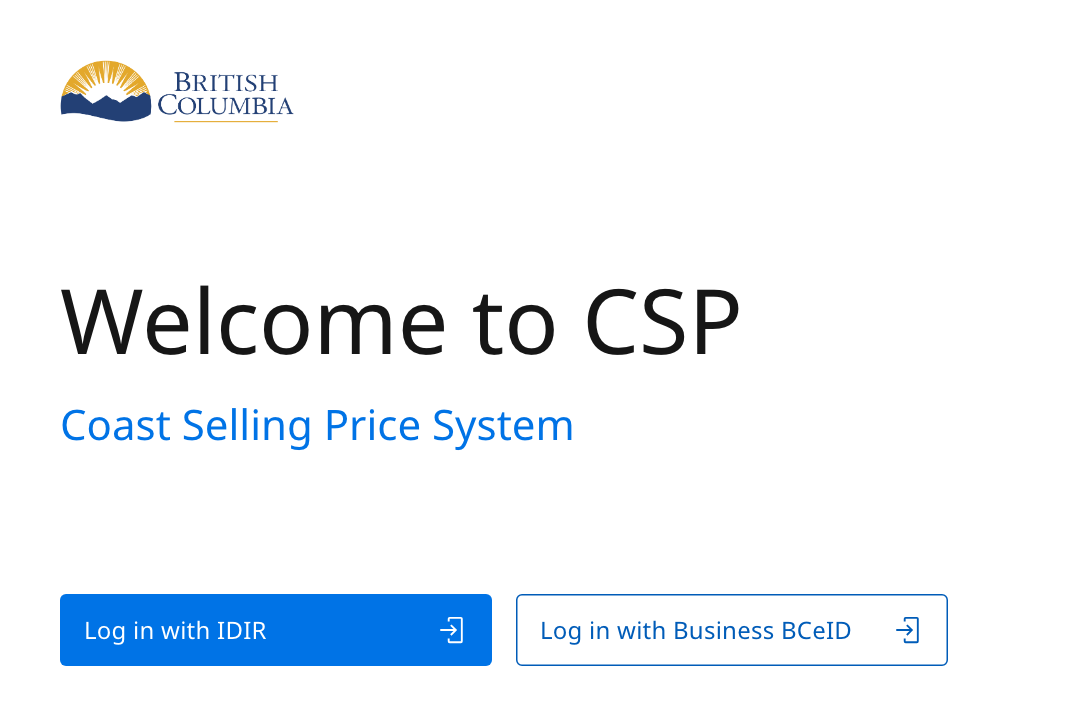 BRITISH
COLUMBIA
Welcome to CSP
Coast Selling Price System
Log in with IDIR
Log in with Business BCeID